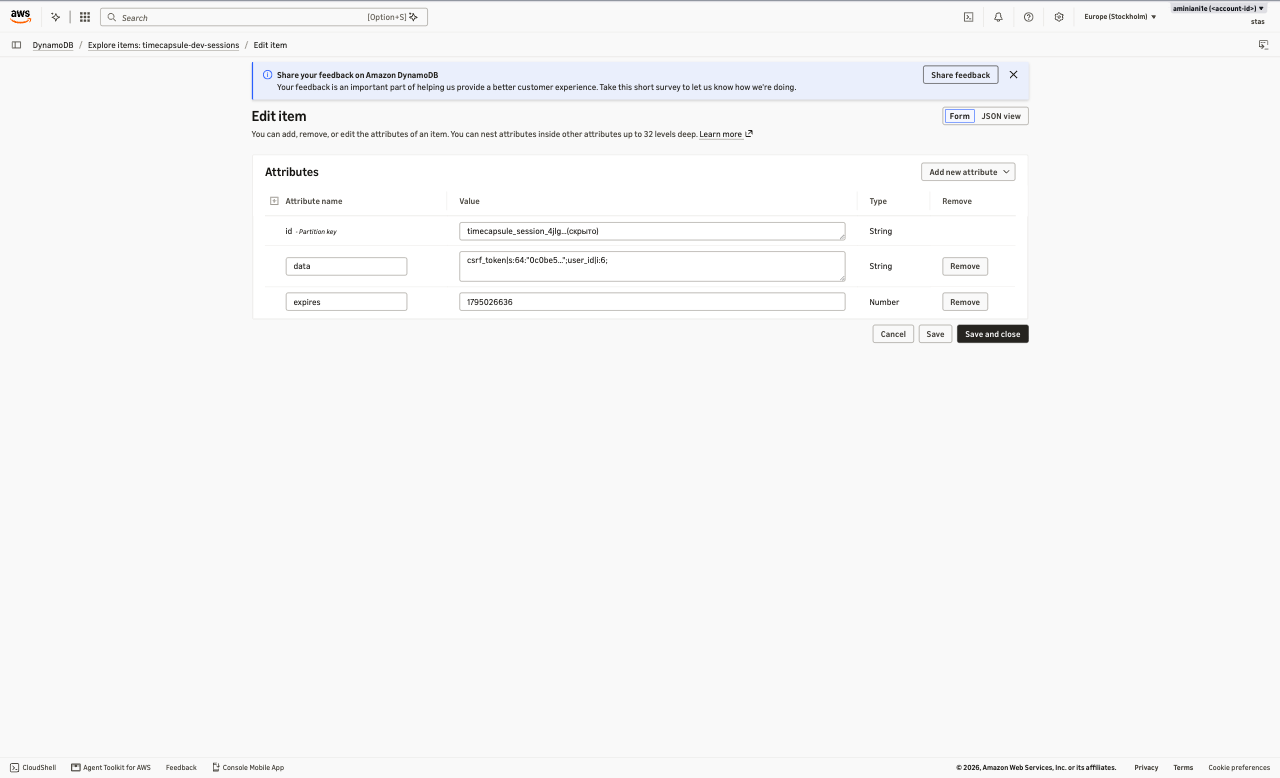 aws
Search
[Option+S]
Europe (Stockholm)
aminiani1e (<account-id>)
stas
DynamoDB / Explore items: timecapsule-dev-sessions / Edit item
Share your feedback on Amazon DynamoDB
Your feedback is an important part of helping us provide a better customer experience. Take this short survey to let us know how we're doing.
Share feedback
Edit item
Form
JSON view
You can add, remove, or edit the attributes of an item. You can nest attributes inside other attributes up to 32 levels deep. Learn more
Attributes
Add new attribute
Attribute name Value Type Remove
id - Partition key timecapsule_session_4jlg...(скрыто) String
data csrf_token|s:64:"0c0be5...";user_id|i:6; String Remove
expires 1795026636 Number Remove
Cancel Save Save and close
CloudShell Agent Toolkit for AWS Feedback Console Mobile App © 2026, Amazon Web Services, Inc. or its affiliates. Privacy Terms Cookie preferences